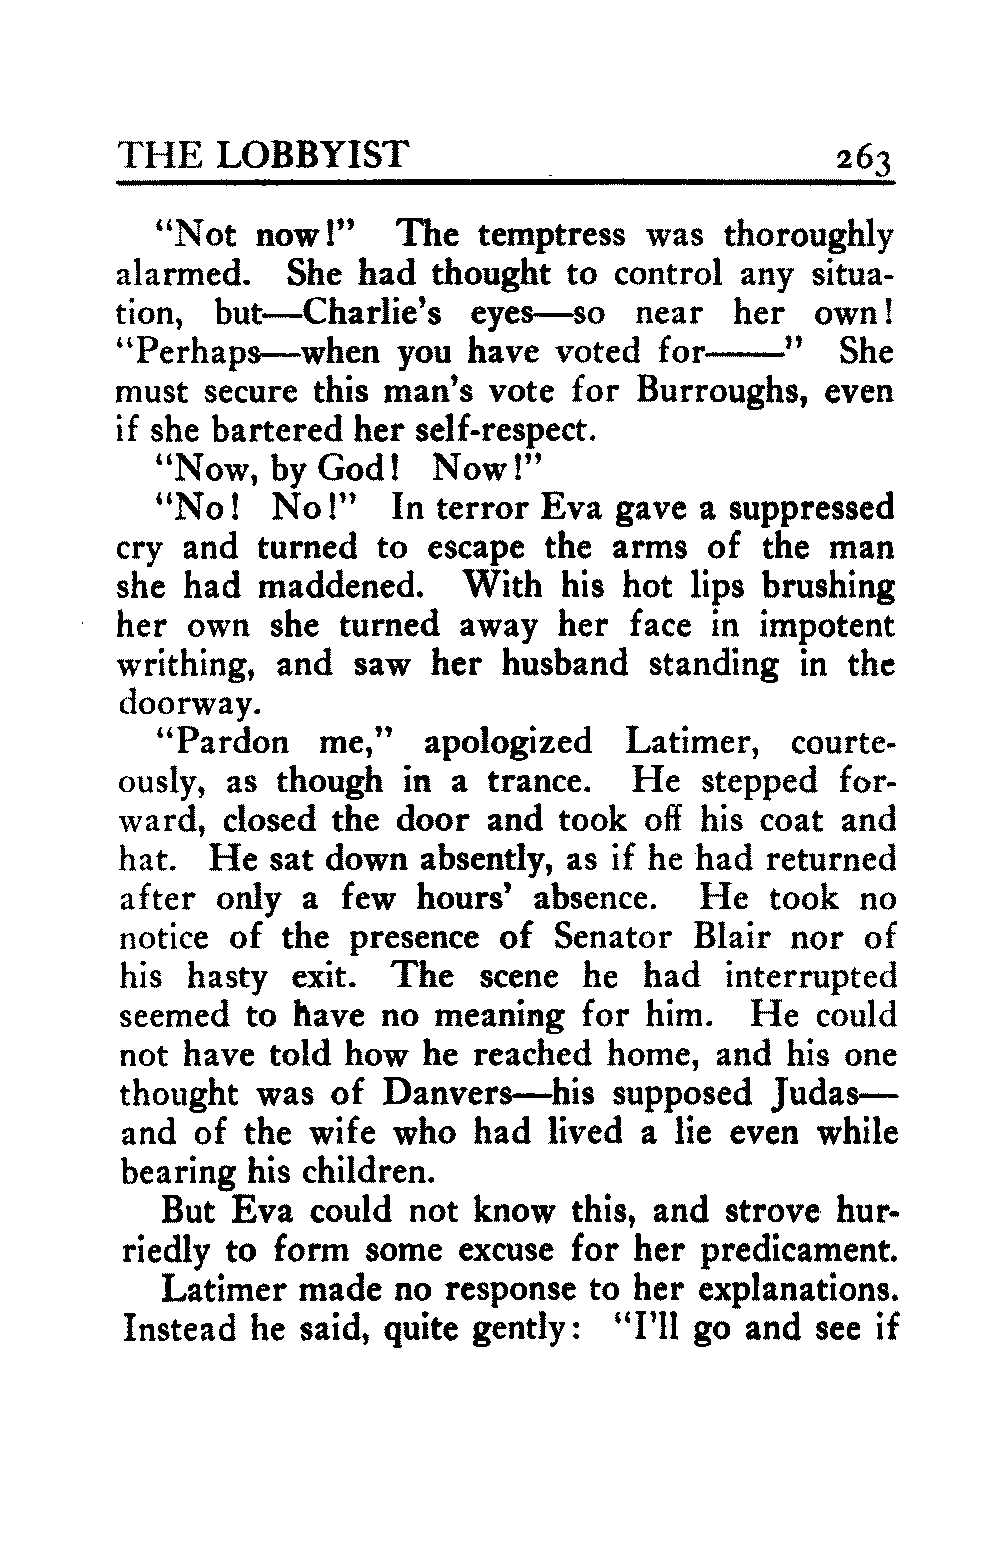 THE LOBBYIST 263
"Not now!" The temptress was thoroughly
alarmed. She had thought to control any situa-
tion, but—Charlie's eyes—so near her own!
"Perhaps—when you have voted for——" She
must secure this man's vote for Burroughs, even
if she bartered her self-respect.
"Now, by God! Now!"
"No! No!" In terror Eva gave a suppressed
cry and turned to escape the arms of the man
she had maddened. With his hot lips brushing
her own she turned away her face in impotent
writhing, and saw her husband standing in the
doorway.
"Pardon me," apologized Latimer, courte-
ously, as though in a trance. He stepped for-
ward, closed the door and took off his coat and
hat. He sat down absently, as if he had returned
after only a few hours' absence. He took no
notice of the presence of Senator Blair nor of
his hasty exit. The scene he had interrupted
seemed to have no meaning for him. He could
not have told how he reached home, and his one
thought was of Danvers—his supposed Judas—
and of the wife who had lived a lie even while
bearing his children.
But Eva could not know this, and strove hur-
riedly to form some excuse for her predicament.
Latimer made no response to her explanations.
Instead he said, quite gently: "I'll go and see if